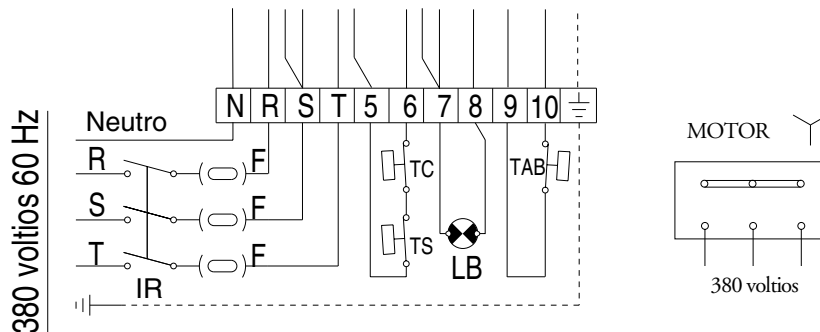 380 voltios 60 Hz
N R S T 5 6 7 8 9 10
Neutro
R F
S F
T F
IR
TC
TS
LB
TAB
MOTOR
380 voltios